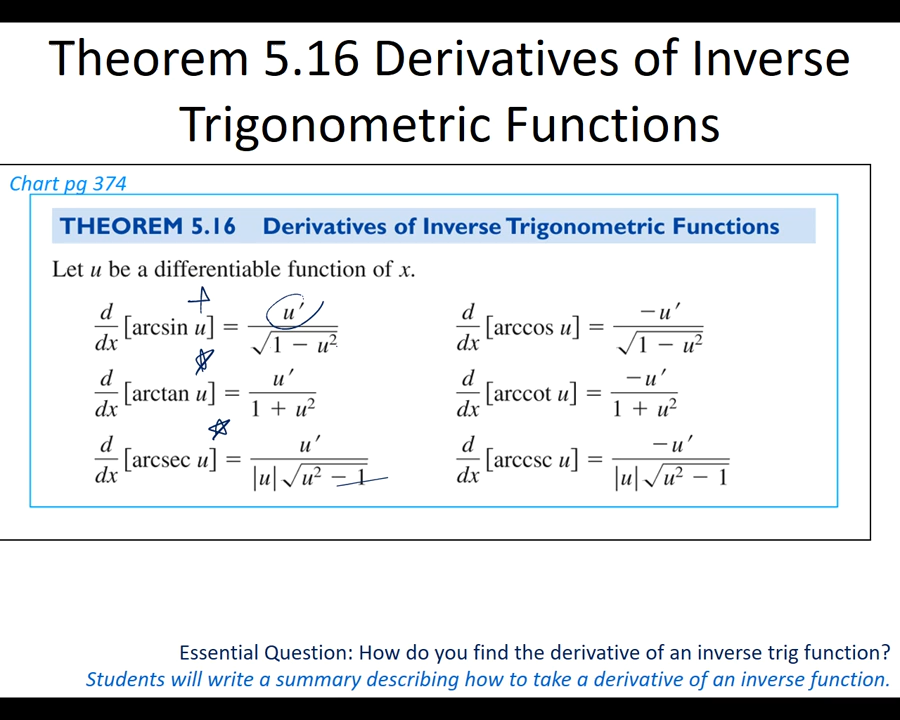 Theorem 5.16 Derivatives of Inverse
Trigonometric Functions
Chart pg 374
THEOREM 5.16 Derivatives of Inverse Trigonometric Functions
Let u be a differentiable function of x.
d/dx [arcsin u] = u′/√(1 − u²)
d/dx [arccos u] = −u′/√(1 − u²)
d/dx [arctan u] = u′/(1 + u²)
d/dx [arccot u] = −u′/(1 + u²)
d/dx [arcsec u] = u′/(|u|√(u² − 1))
d/dx [arccsc u] = −u′/(|u|√(u² − 1))
Essential Question: How do you find the derivative of an inverse trig function?
Students will write a summary describing how to take a derivative of an inverse function.